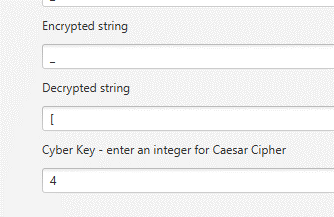 Encrypted string
_
Decrypted string
[
Cyber Key - enter an integer for Caesar Cipher
4